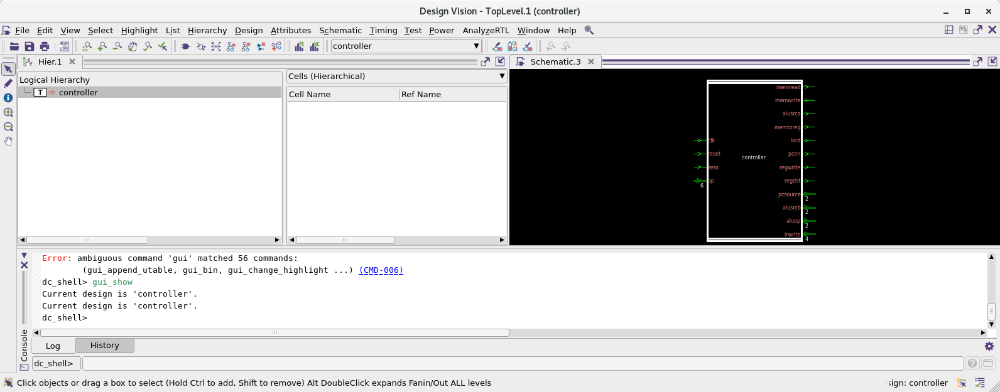 Design Vision - TopLevel.1 (controller)
File Edit View Select Highlight List Hierarchy Design Attributes Schematic Timing Test Power AnalyzeRTL Window Help
controller
Hier.1
Schematic.3
Logical Hierarchy
T controller
Cells (Hierarchical)
Cell Name Ref Name
memread
memwrite
alusrca
memtoreg
clk iord
reset controller pcen
zero regwrite
op regdst
6
pcsource
2
alusrcb
2
aluop
2
irwrite
4
Error: ambiguous command 'gui' matched 56 commands:
(gui_append_utable, gui_bin, gui_change_highlight ...) (CMD-006)
dc_shell> gui_show
Current design is 'controller'.
Current design is 'controller'.
dc_shell>
Console
Log History
dc_shell>
Click objects or drag a box to select (Hold Ctrl to add, Shift to remove) Alt DoubleClick expands Fanin/Out ALL levels
sign: controller